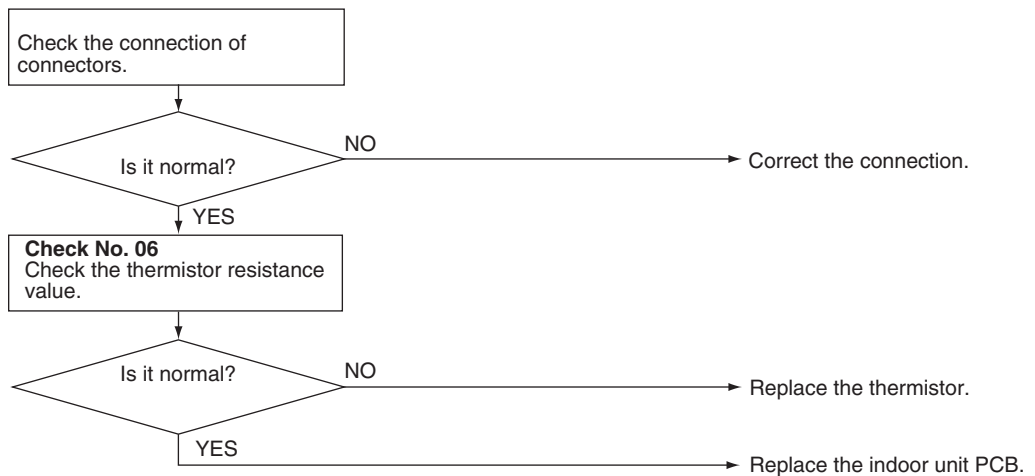 Check the connection of
connectors.
Is it normal?
NO
Correct the connection.
YES
Check No. 06
Check the thermistor resistance
value.
Is it normal?
NO
Replace the thermistor.
YES
Replace the indoor unit PCB.